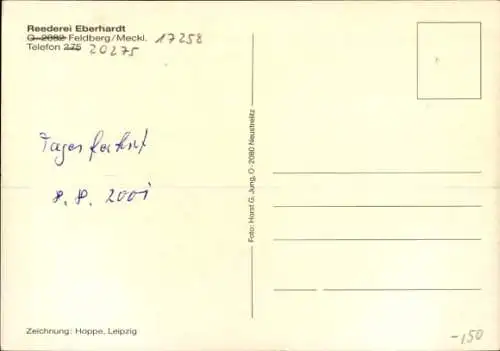 Reederei Eberhardt
O-2082 Feldberg/Meckl. 17258
Telefon 275 20275
Tagesfahrt
8.8.2001
Foto: Horst G. Jung, O-2080 Neustrelitz
Zeichnung: Hoppe, Leipzig
-150